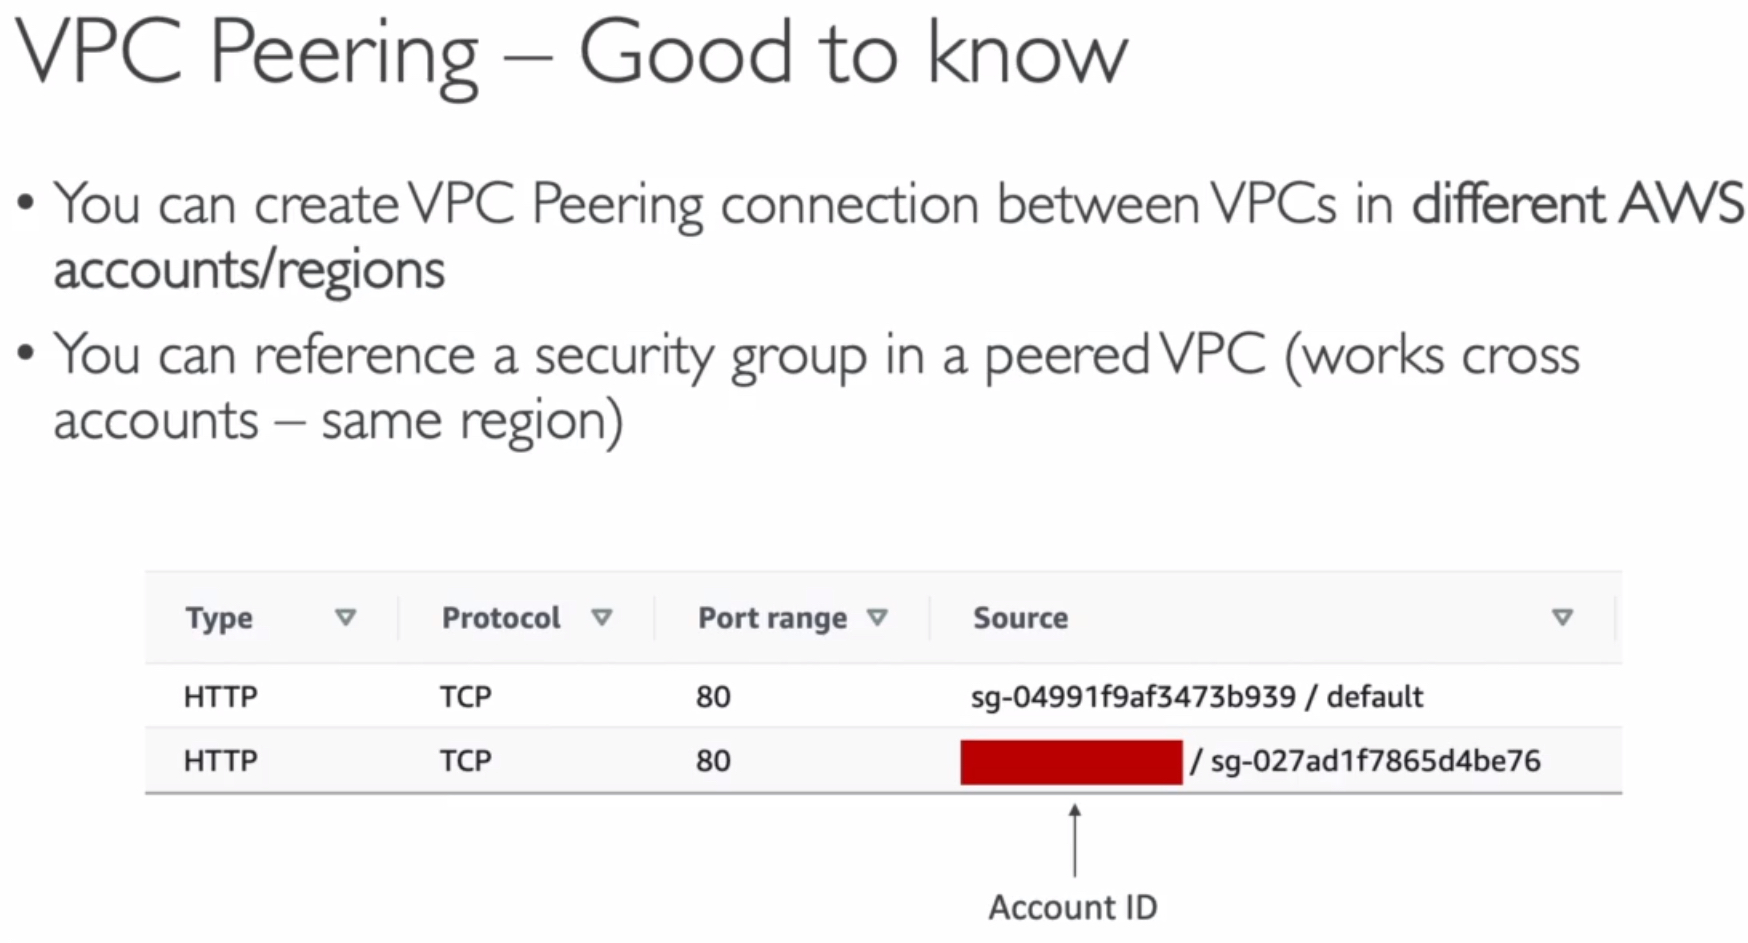 VPC Peering – Good to know
• You can create VPC Peering connection between VPCs in different AWS
accounts/regions
• You can reference a security group in a peered VPC (works cross
accounts – same region)
Type Protocol Port range Source
HTTP TCP 80 sg-04991f9af3473b939 / default
HTTP TCP 80 / sg-027ad1f7865d4be76
Account ID